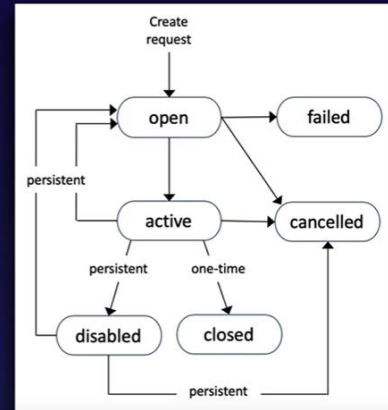 Create
request
open
failed
persistent
active
cancelled
persistent
one-time
disabled
closed
persistent